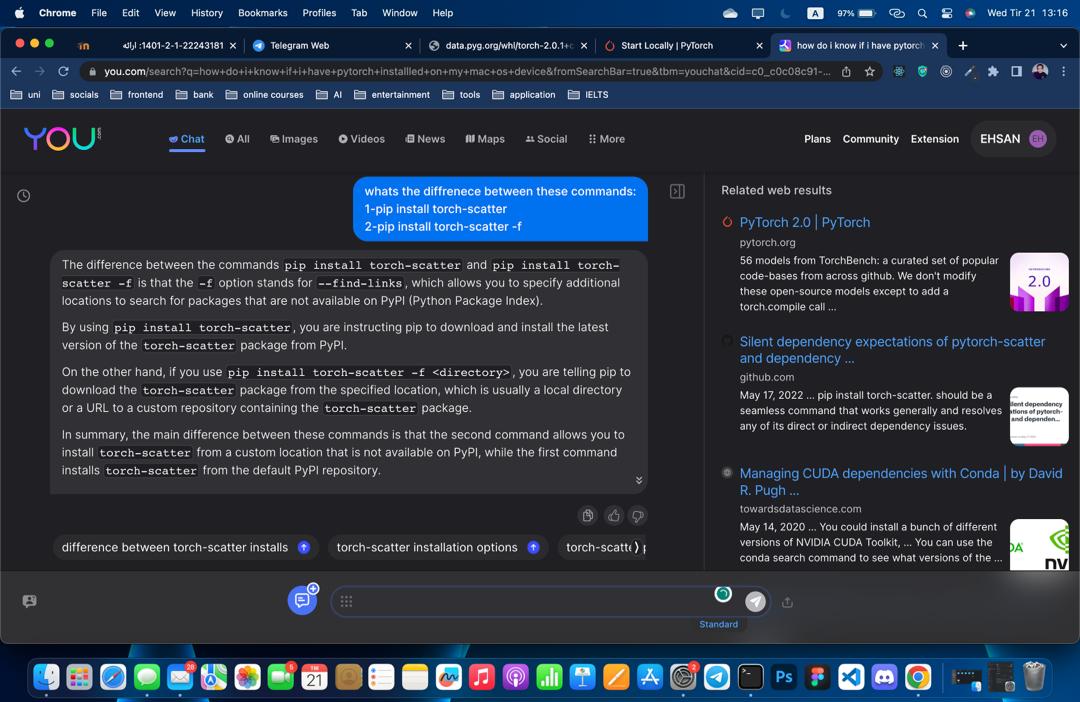 Chrome File Edit View History Bookmarks Profiles Tab Window Help A 97% Wed Tir 21 13:16
in 1401-2-1-22243181: ارائه Telegram Web data.pyg.org/whl/torch-2.0.1+c Start Locally | PyTorch how do i know if i have pytorch
you.com/search?q=how+do+i+know+if+i+have+pytorch+installled+on+my+mac+os+device&fromSearchBar=true&tbm=youchat&cid=c0_c0c08c91-...
uni socials frontend bank online courses AI entertainment tools application IELTS
YOU.com Chat All Images Videos News Maps Social More Plans Community Extension EHSAN EH
whats the diffrenece between these commands:
1-pip install torch-scatter
2-pip install torch-scatter -f
The difference between the commands pip install torch-scatter and pip install torch-
scatter -f is that the -f option stands for --find-links, which allows you to specify additional
locations to search for packages that are not available on PyPI (Python Package Index).
By using pip install torch-scatter, you are instructing pip to download and install the latest
version of the torch-scatter package from PyPI.
On the other hand, if you use pip install torch-scatter -f <directory>, you are telling pip to
download the torch-scatter package from the specified location, which is usually a local directory
or a URL to a custom repository containing the torch-scatter package.
In summary, the main difference between these commands is that the second command allows you to
install torch-scatter from a custom location that is not available on PyPI, while the first command
installs torch-scatter from the default PyPI repository.
difference between torch-scatter installs torch-scatter installation options torch-scatte
Standard
Related web results
PyTorch 2.0 | PyTorch
pytorch.org
56 models from TorchBench: a curated set of popular
code-bases from across github. We don't modify
these open-source models except to add a
torch.compile call ...
2.0
Silent dependency expectations of pytorch-scatter
and dependency ...
github.com
May 17, 2022 ... pip install torch-scatter. should be a
seamless command that works generally and resolves
any of its direct or indirect dependency issues.
ilent dependency
tions of pytorch-
and dependen...
Managing CUDA dependencies with Conda | by David
R. Pugh ...
towardsdatascience.com
May 14, 2020 ... You could install a bunch of different
versions of NVIDIA CUDA Toolkit, ... You can use the
conda search command to see what versions of the ...
DA
NV
28 5 21 2 Ps